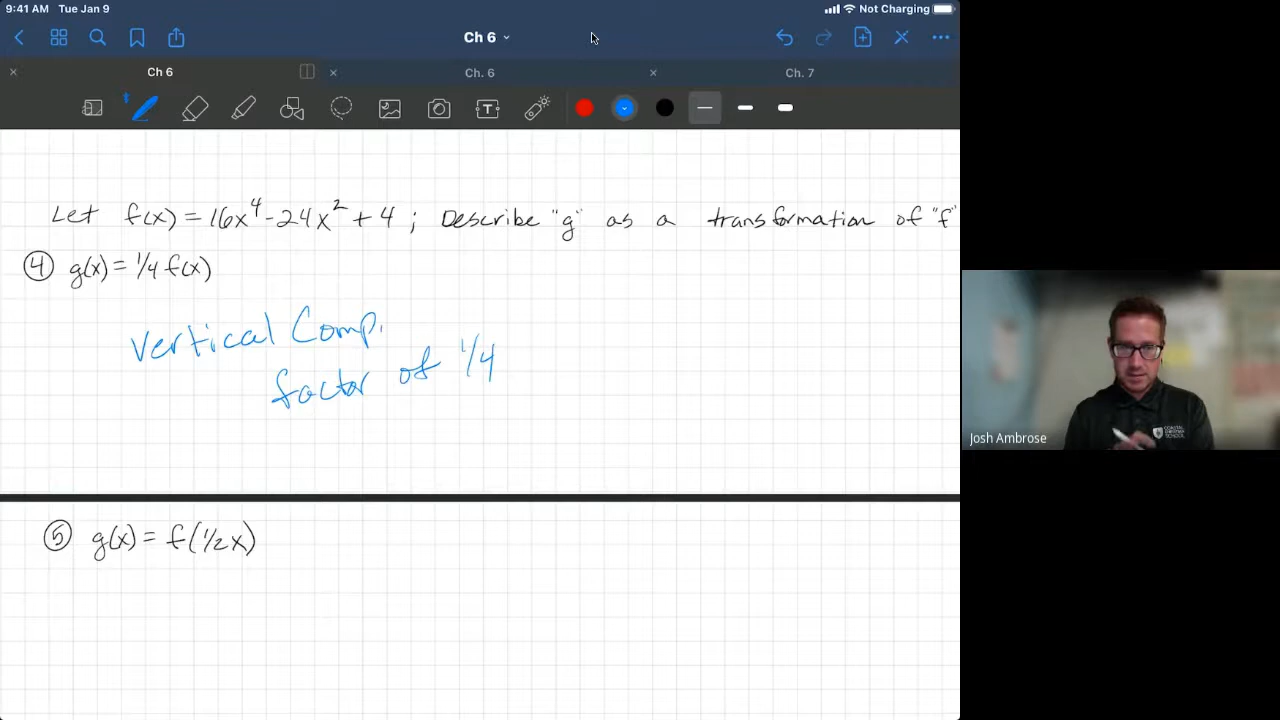 9:41 AM Tue Jan 9
Not Charging
Ch 6
Ch 6
Ch. 6
Ch. 7
T
Let f(x) = 16x⁴ - 24x² + 4 ; Describe "g" as a transformation of "f"
④ g(x) = 1/4 f(x)
Vertical Comp.
factor of 1/4
⑤ g(x) = f(1/2x)
Josh Ambrose